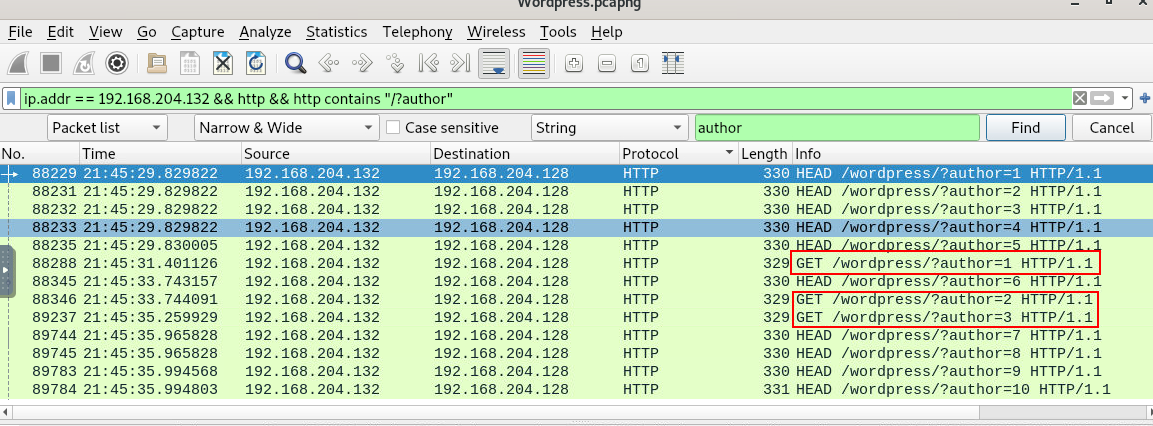 Wordpress.pcapng
File Edit View Go Capture Analyze Statistics Telephony Wireless Tools Help
ip.addr == 192.168.204.132 && http && http contains "/?author"
Packet list Narrow & Wide Case sensitive String author Find Cancel
No. Time Source Destination Protocol Length Info
88229 21:45:29.829822 192.168.204.132 192.168.204.128 HTTP 330 HEAD /wordpress/?author=1 HTTP/1.1
88231 21:45:29.829822 192.168.204.132 192.168.204.128 HTTP 330 HEAD /wordpress/?author=2 HTTP/1.1
88232 21:45:29.829822 192.168.204.132 192.168.204.128 HTTP 330 HEAD /wordpress/?author=3 HTTP/1.1
88233 21:45:29.829822 192.168.204.132 192.168.204.128 HTTP 330 HEAD /wordpress/?author=4 HTTP/1.1
88235 21:45:29.830005 192.168.204.132 192.168.204.128 HTTP 330 HEAD /wordpress/?author=5 HTTP/1.1
88288 21:45:31.401126 192.168.204.132 192.168.204.128 HTTP 329 GET /wordpress/?author=1 HTTP/1.1
88345 21:45:33.743157 192.168.204.132 192.168.204.128 HTTP 330 HEAD /wordpress/?author=6 HTTP/1.1
88346 21:45:33.744091 192.168.204.132 192.168.204.128 HTTP 329 GET /wordpress/?author=2 HTTP/1.1
89237 21:45:35.259929 192.168.204.132 192.168.204.128 HTTP 329 GET /wordpress/?author=3 HTTP/1.1
89744 21:45:35.965828 192.168.204.132 192.168.204.128 HTTP 330 HEAD /wordpress/?author=7 HTTP/1.1
89745 21:45:35.965828 192.168.204.132 192.168.204.128 HTTP 330 HEAD /wordpress/?author=8 HTTP/1.1
89783 21:45:35.994568 192.168.204.132 192.168.204.128 HTTP 330 HEAD /wordpress/?author=9 HTTP/1.1
89784 21:45:35.994803 192.168.204.132 192.168.204.128 HTTP 331 HEAD /wordpress/?author=10 HTTP/1.1